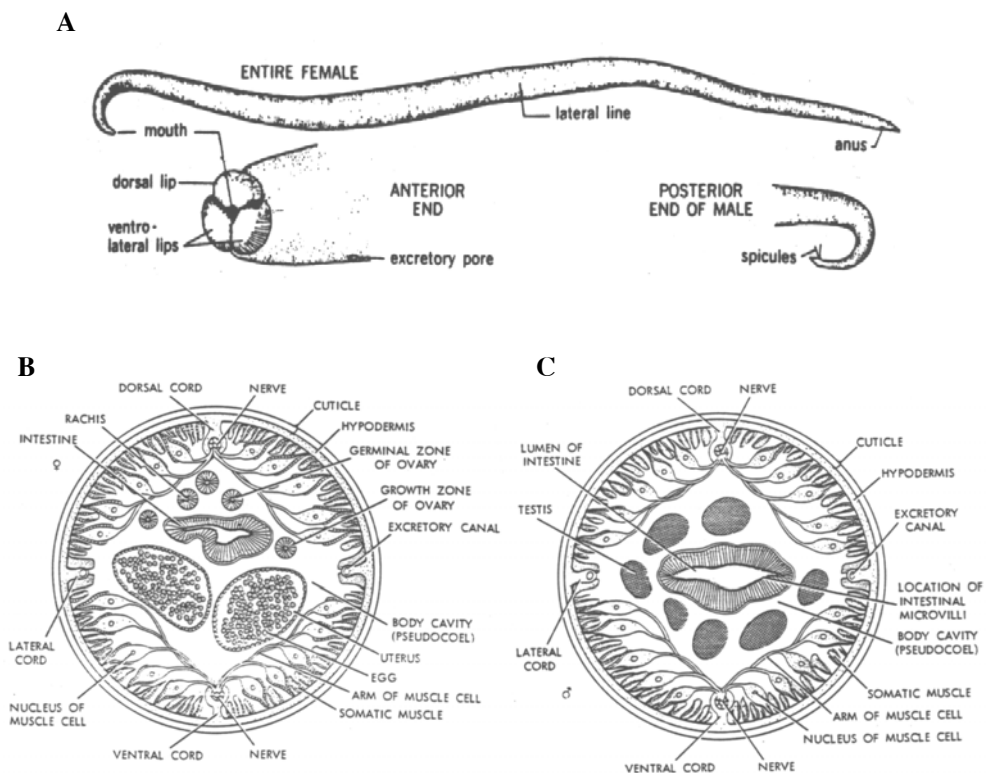 A
ENTIRE FEMALE
lateral line
mouth
anus
dorsal lip
ANTERIOR
END
POSTERIOR
END OF MALE
ventro-
lateral lips
excretory pore
spicules
B
DORSAL CORD
NERVE
RACHIS
CUTICLE
INTESTINE
HYPODERMIS
♀
GERMINAL ZONE
OF OVARY
GROWTH ZONE
OF OVARY
EXCRETORY CANAL
BODY CAVITY
(PSEUDOCOEL)
LATERAL
CORD
UTERUS
EGG
NUCLEUS OF
MUSCLE CELL
ARM OF MUSCLE CELL
SOMATIC MUSCLE
VENTRAL CORD
NERVE
C
DORSAL CORD
NERVE
LUMEN OF
INTESTINE
CUTICLE
HYPODERMIS
TESTIS
EXCRETORY
CANAL
LOCATION OF
INTESTINAL
MICROVILLI
BODY CAVITY
(PSEUDOCOEL)
LATERAL
CORD
♂
SOMATIC MUSCLE
ARM OF MUSCLE CELL
NUCLEUS OF MUSCLE CELL
VENTRAL CORD
NERVE